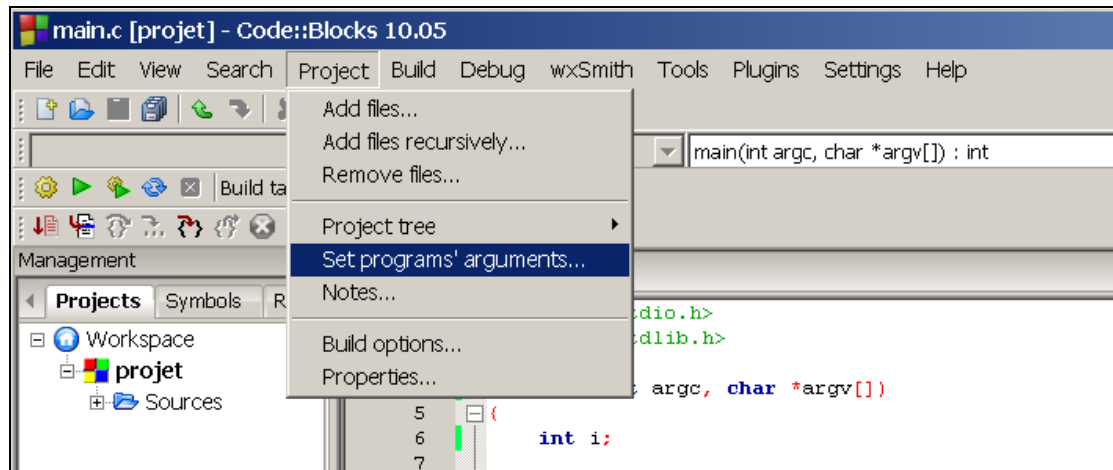 main.c [projet] - Code::Blocks 10.05
File Edit View Search Project Build Debug wxSmith Tools Plugins Settings Help
Add files...
Add files recursively...
Remove files...
Project tree
Set programs' arguments...
Notes...
Build options...
Properties...
main(int argc, char *argv[]) : int
Build ta
Management
Projects Symbols R
Workspace
projet
Sources
dio.h>
dlib.h>
argc, char *argv[])
5 {
6 int i;
7